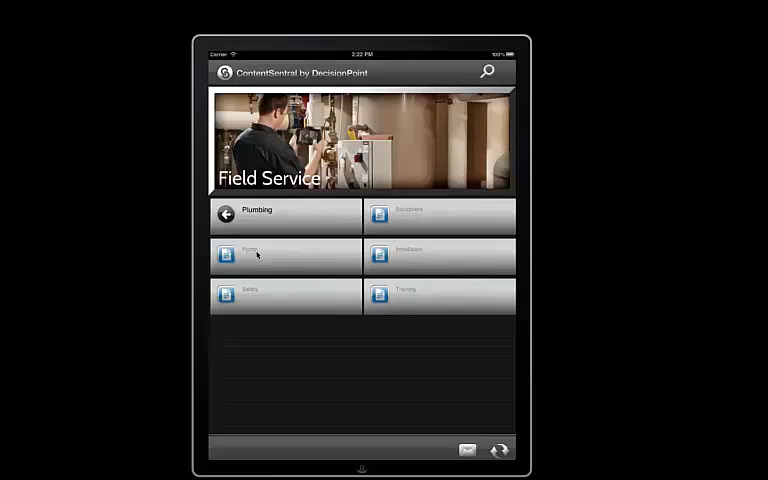 Carrier
2:22 PM
100%
ContentSentral by DecisionPoint
Field Service
Plumbing
Equipment
Forms
Installation
Safety
Training